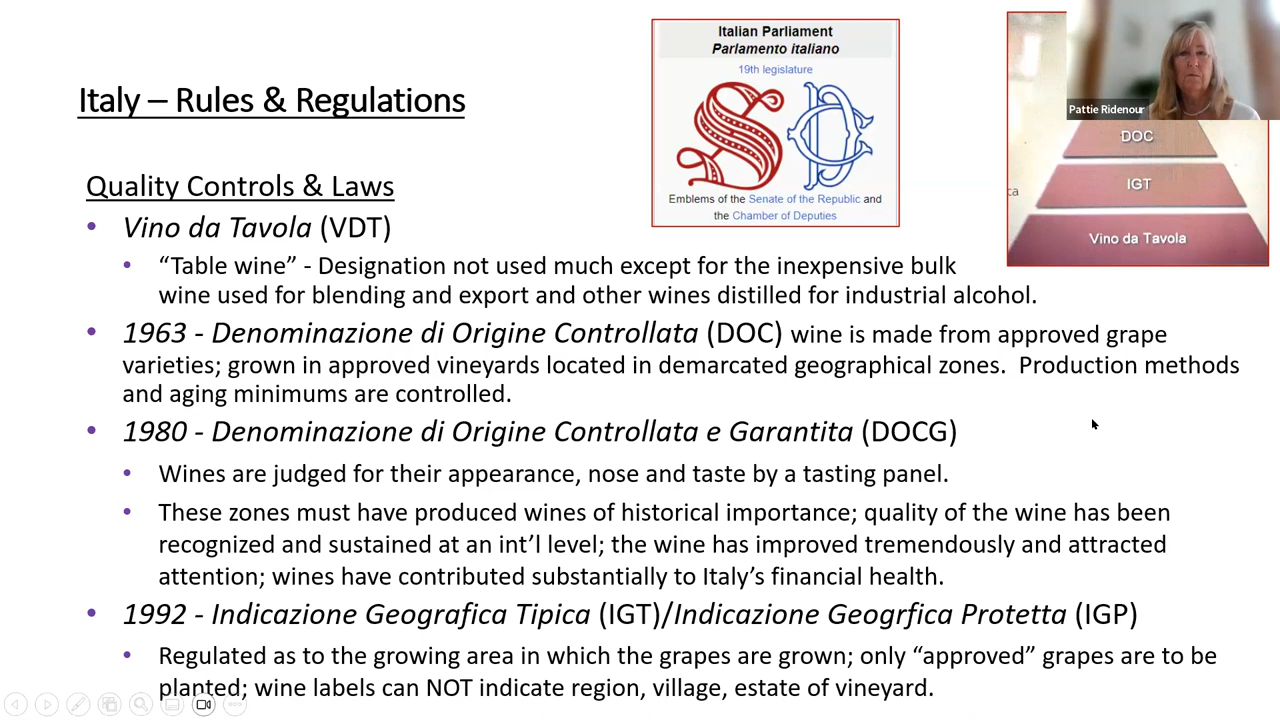 Italian Parliament
Parlamento italiano
19th legislature
Emblems of the Senate of the Republic and
the Chamber of Deputies
Pattie Ridenour
DOC
IGT
ca
Vino da Tavola
Italy – Rules & Regulations
Quality Controls & Laws
• Vino da Tavola (VDT)
• “Table wine” - Designation not used much except for the inexpensive bulk
wine used for blending and export and other wines distilled for industrial alcohol.
• 1963 - Denominazione di Origine Controllata (DOC) wine is made from approved grape
varieties; grown in approved vineyards located in demarcated geographical zones.  Production methods
and aging minimums are controlled.
• 1980 - Denominazione di Origine Controllata e Garantita (DOCG)
• Wines are judged for their appearance, nose and taste by a tasting panel.
• These zones must have produced wines of historical importance; quality of the wine has been
recognized and sustained at an int’l level; the wine has improved tremendously and attracted
attention; wines have contributed substantially to Italy’s financial health.
• 1992 - Indicazione Geografica Tipica (IGT)/Indicazione Geogrfica Protetta (IGP)
• Regulated as to the growing area in which the grapes are grown; only “approved” grapes are to be
planted; wine labels can NOT indicate region, village, estate of vineyard.